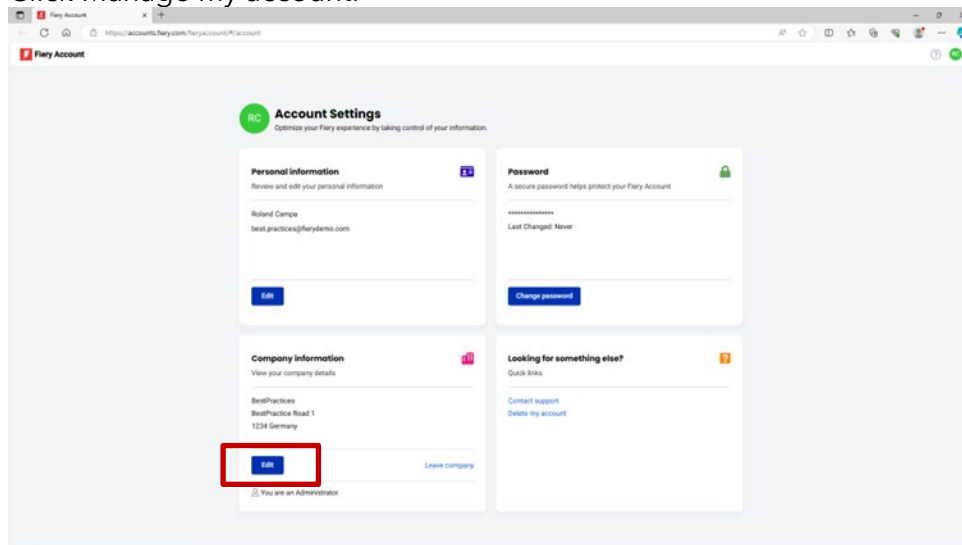 Click manage my account.
Fiery Account
https://accounts.fiery.com/fieryaccount/#/account
Fiery Account
RC
RC
Account Settings
Optimize your Fiery experience by taking control of your information.
Personal information
Review and edit your personal information
Roland Campa
best.practices@fierydemo.com
Edit
Password
A secure password helps protect your Fiery Account
***************
Last Changed: Never
Change password
Company information
View your company details
BestPractices
BestPractice Road 1
1234 Germany
Edit
Leave company
You are an Administrator.
Looking for something else?
Quick links
Contact support
Delete my account